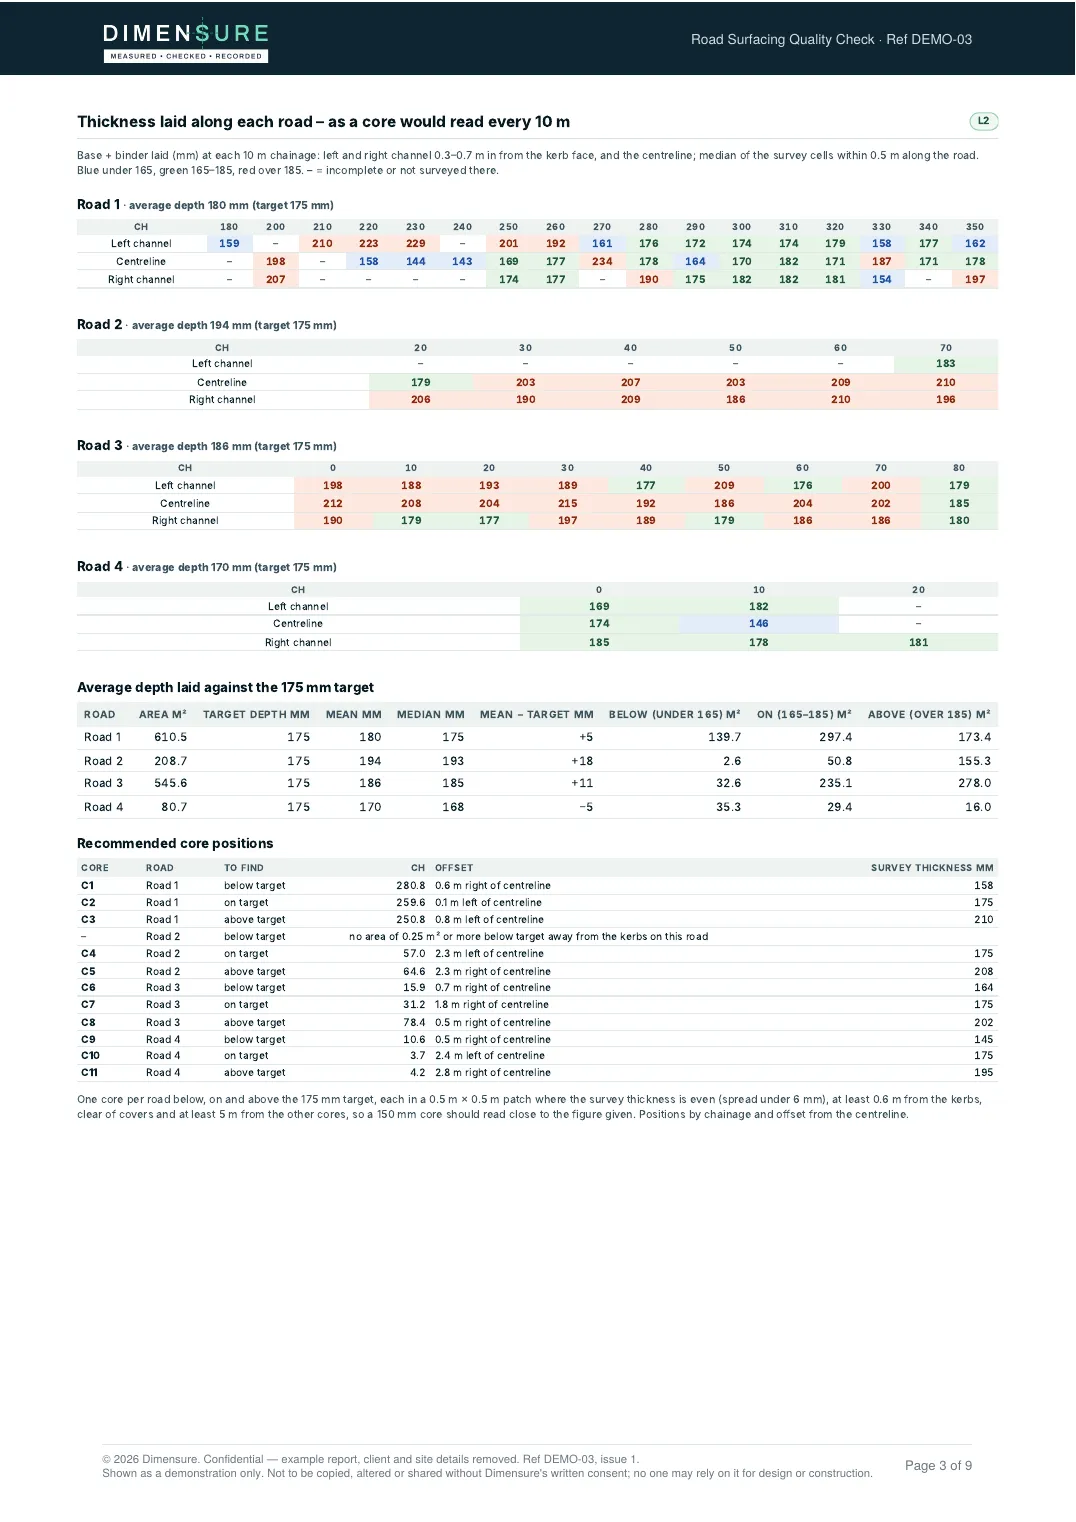 DIMENSURE
MEASURED • CHECKED • RECORDED
Road Surfacing Quality Check · Ref DEMO-03
Thickness laid along each road – as a core would read every 10 m
L2
Base + binder laid (mm) at each 10 m chainage: left and right channel 0.3–0.7 m in from the kerb face, and the centreline; median of the survey cells within 0.5 m along the road.
Blue under 165, green 165–185, red over 185. – = incomplete or not surveyed there.
Road 1 · average depth 180 mm (target 175 mm)
CH 180 200 210 220 230 240 250 260 270 280 290 300 310 320 330 340 350
Left channel 159 – 210 223 229 – 201 192 161 176 172 174 174 179 158 177 162
Centreline – 198 – 158 144 143 169 177 234 178 164 170 182 171 187 171 178
Right channel – 207 – – – – 174 177 – 190 175 182 182 181 154 – 197
Road 2 · average depth 194 mm (target 175 mm)
CH 20 30 40 50 60 70
Left channel – – – – – 183
Centreline 179 203 207 203 209 210
Right channel 206 190 209 186 210 196
Road 3 · average depth 186 mm (target 175 mm)
CH 0 10 20 30 40 50 60 70 80
Left channel 198 188 193 189 177 209 176 200 179
Centreline 212 208 204 215 192 186 204 202 185
Right channel 190 179 177 197 189 179 186 186 180
Road 4 · average depth 170 mm (target 175 mm)
CH 0 10 20
Left channel 169 182 –
Centreline 174 146 –
Right channel 185 178 181
Average depth laid against the 175 mm target
ROAD AREA M² TARGET DEPTH MM MEAN MM MEDIAN MM MEAN − TARGET MM BELOW (UNDER 165) M² ON (165–185) M² ABOVE (OVER 185) M²
Road 1 610.5 175 180 175 +5 139.7 297.4 173.4
Road 2 208.7 175 194 193 +18 2.6 50.8 155.3
Road 3 545.6 175 186 185 +11 32.6 235.1 278.0
Road 4 80.7 175 170 168 −5 35.3 29.4 16.0
Recommended core positions
CORE ROAD TO FIND CH OFFSET SURVEY THICKNESS MM
C1 Road 1 below target 280.8 0.6 m right of centreline 158
C2 Road 1 on target 259.6 0.1 m left of centreline 175
C3 Road 1 above target 250.8 0.8 m left of centreline 210
– Road 2 below target no area of 0.25 m² or more below target away from the kerbs on this road
C4 Road 2 on target 57.0 2.3 m left of centreline 175
C5 Road 2 above target 64.6 2.3 m right of centreline 208
C6 Road 3 below target 15.9 0.7 m right of centreline 164
C7 Road 3 on target 31.2 1.8 m right of centreline 175
C8 Road 3 above target 78.4 0.5 m right of centreline 202
C9 Road 4 below target 10.6 0.5 m right of centreline 145
C10 Road 4 on target 3.7 2.4 m left of centreline 175
C11 Road 4 above target 4.2 2.8 m right of centreline 195
One core per road below, on and above the 175 mm target, each in a 0.5 m × 0.5 m patch where the survey thickness is even (spread under 6 mm), at least 0.6 m from the kerbs,
clear of covers and at least 5 m from the other cores, so a 150 mm core should read close to the figure given. Positions by chainage and offset from the centreline.
© 2026 Dimensure. Confidential — example report, client and site details removed. Ref DEMO-03, issue 1.
Shown as a demonstration only. Not to be copied, altered or shared without Dimensure's written consent; no one may rely on it for design or construction.
Page 3 of 9